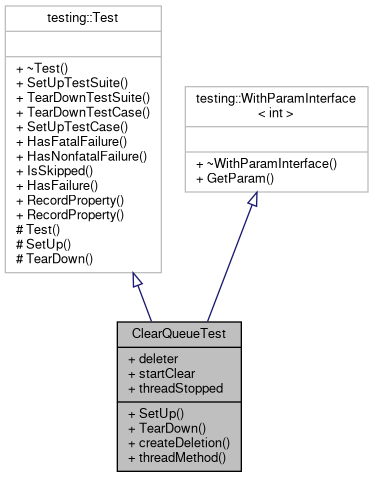 testing::Test
+ ~Test()
+ SetUpTestSuite()
+ TearDownTestSuite()
+ TearDownTestCase()
+ SetUpTestCase()
+ HasFatalFailure()
+ HasNonfatalFailure()
+ IsSkipped()
+ HasFailure()
+ RecordProperty()
+ RecordProperty()
# Test()
# SetUp()
# TearDown()
testing::WithParamInterface
< int >
+ ~WithParamInterface()
+ GetParam()
ClearQueueTest
+ deleter
+ startClear
+ threadStopped
+ SetUp()
+ TearDown()
+ createDeletion()
+ threadMethod()